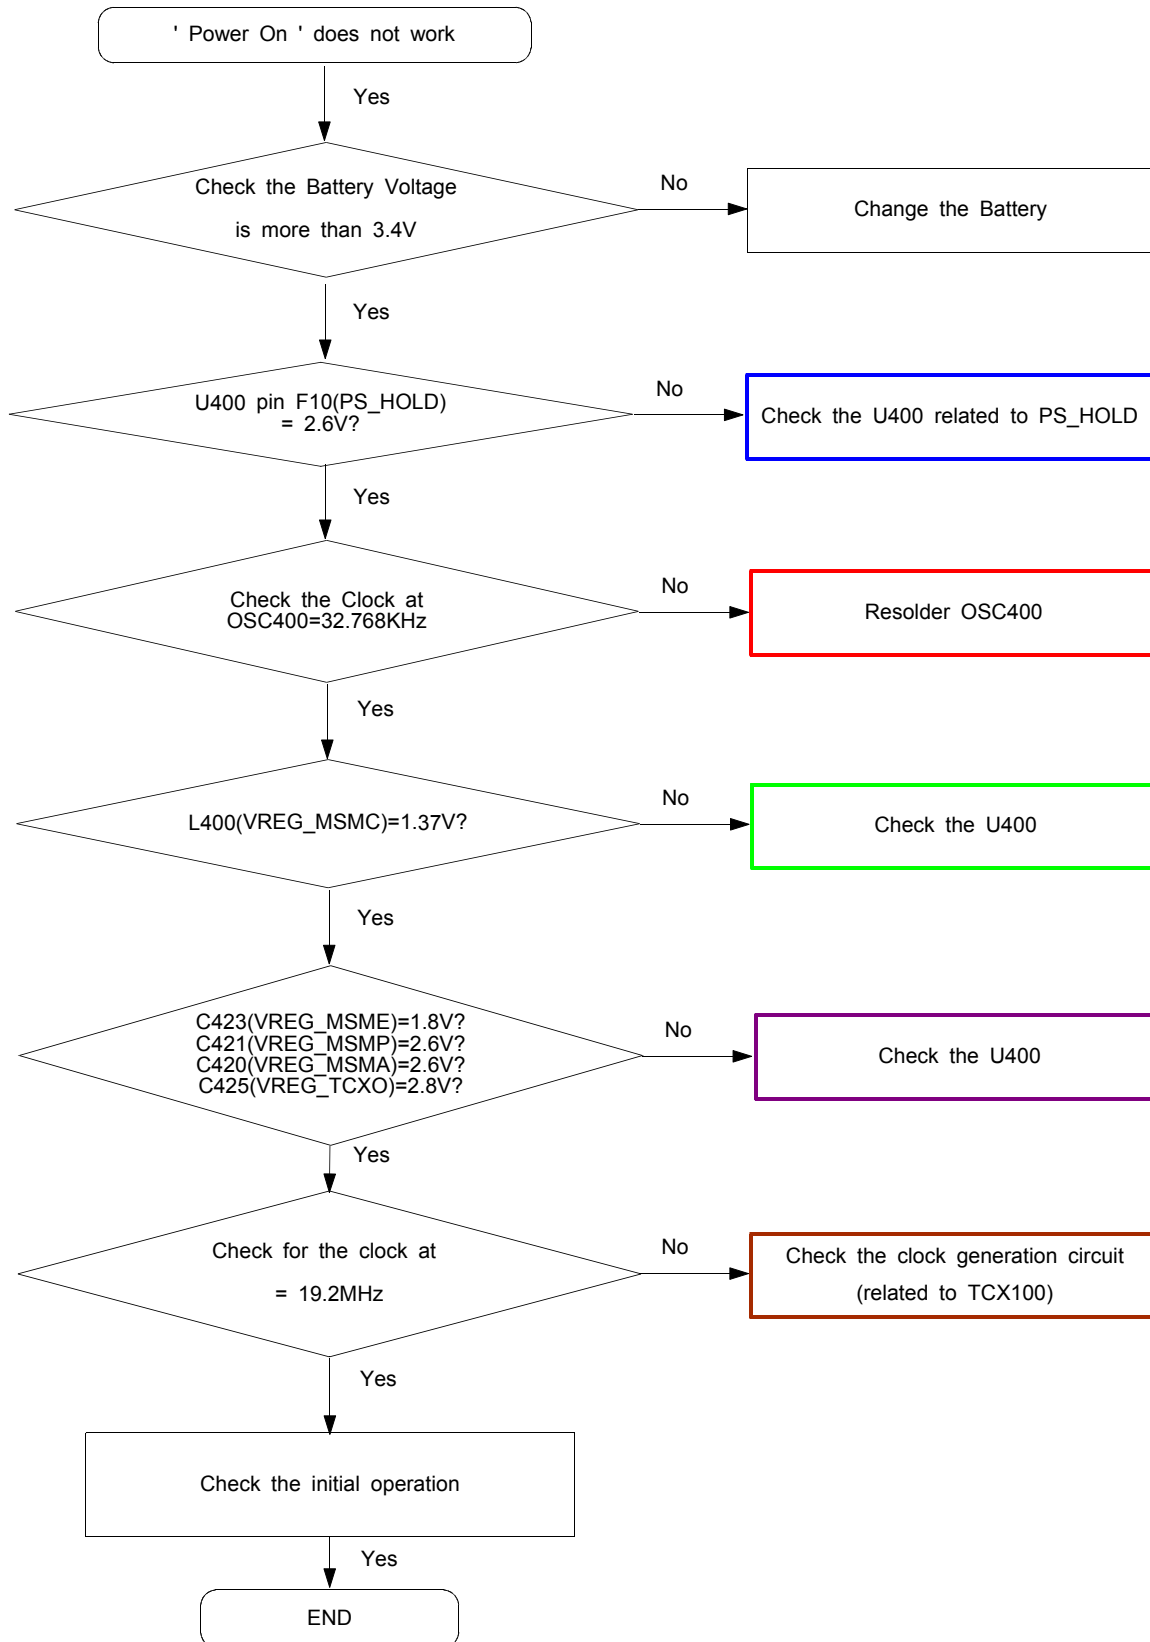 ' Power On ' does not work
Yes
Check the Battery Voltage
is more than 3.4V
No
Change the Battery
Yes
U400 pin F10(PS_HOLD)
= 2.6V?
No
Check the U400 related to PS_HOLD
Yes
Check the Clock at
OSC400=32.768KHz
No
Resolder OSC400
Yes
L400(VREG_MSMC)=1.37V?
No
Check the U400
Yes
C423(VREG_MSME)=1.8V?
C421(VREG_MSMP)=2.6V?
C420(VREG_MSMA)=2.6V?
C425(VREG_TCXO)=2.8V?
No
Check the U400
Yes
Check for the clock at
= 19.2MHz
No
Check the clock generation circuit
(related to TCX100)
Yes
Check the initial operation
Yes
END